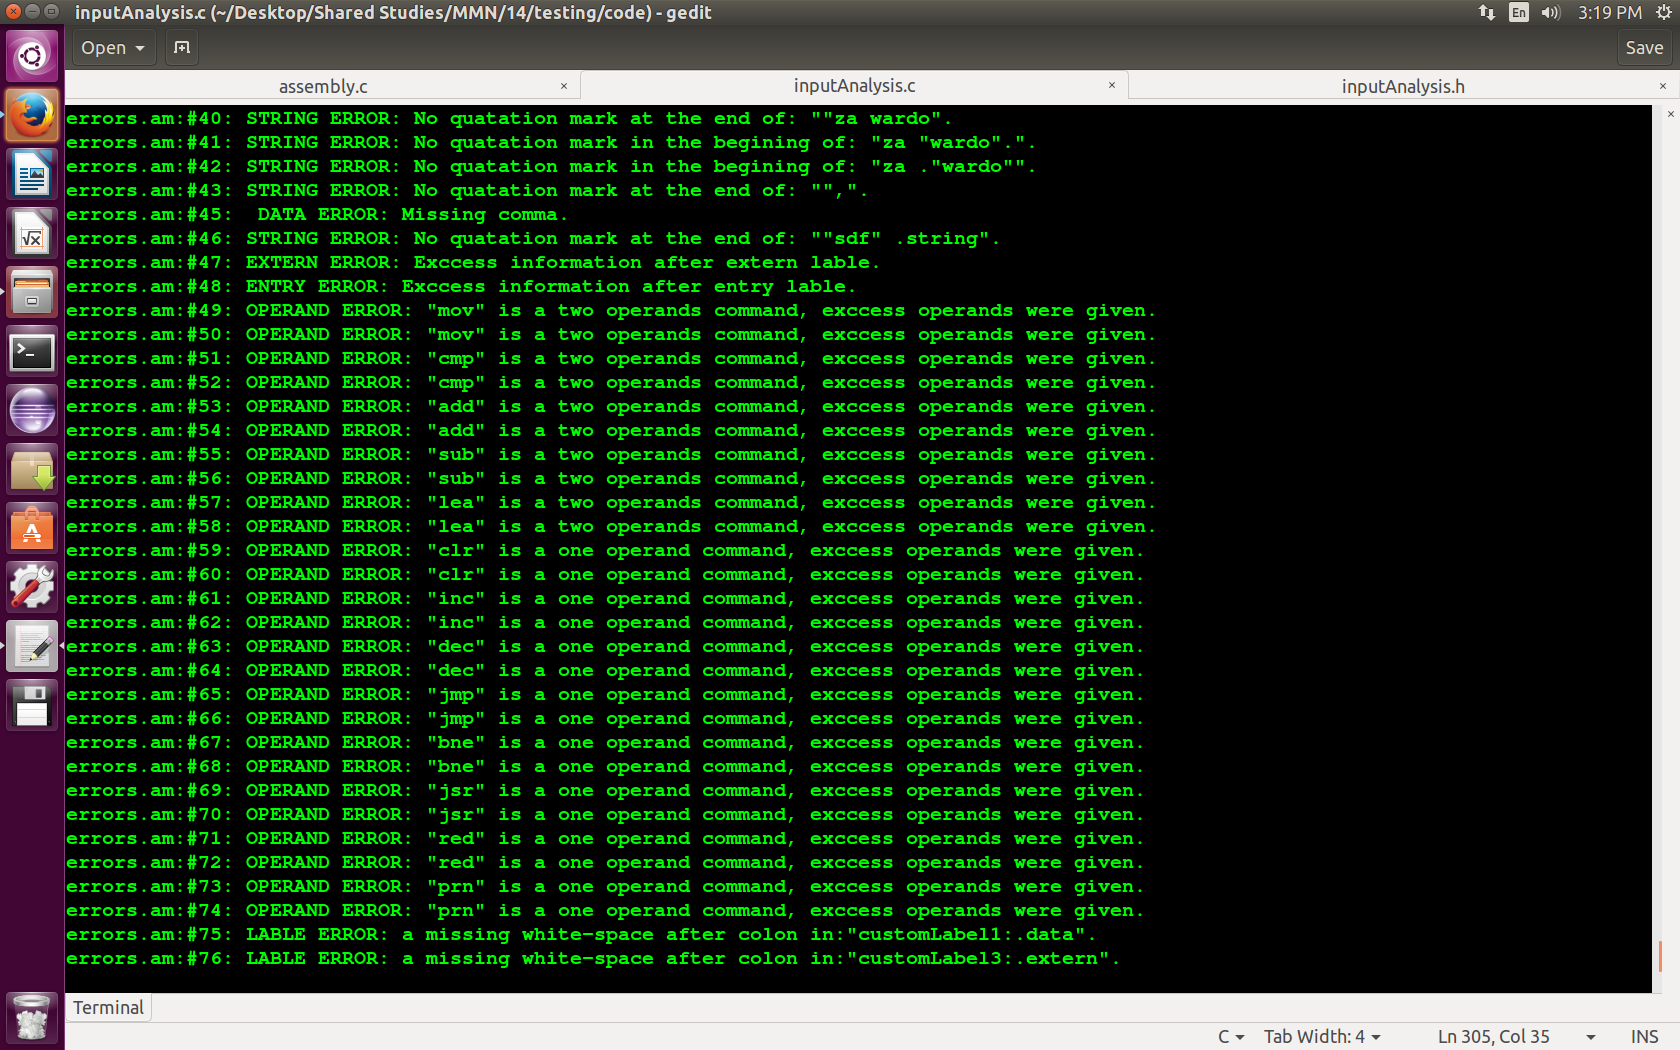 inputAnalysis.c (~/Desktop/Shared Studies/MMN/14/testing/code) - gedit
En
3:19 PM
Open
Save
assembly.c
inputAnalysis.c
inputAnalysis.h
errors.am:#40: STRING ERROR: No quatation mark at the end of: ""za wardo".
errors.am:#41: STRING ERROR: No quatation mark in the begining of: "za "wardo".".
errors.am:#42: STRING ERROR: No quatation mark in the begining of: "za ."wardo"".
errors.am:#43: STRING ERROR: No quatation mark at the end of: "",".
errors.am:#45:  DATA ERROR: Missing comma.
errors.am:#46: STRING ERROR: No quatation mark at the end of: ""sdf" .string".
errors.am:#47: EXTERN ERROR: Exccess information after extern lable.
errors.am:#48: ENTRY ERROR: Exccess information after entry lable.
errors.am:#49: OPERAND ERROR: "mov" is a two operands command, exccess operands were given.
errors.am:#50: OPERAND ERROR: "mov" is a two operands command, exccess operands were given.
errors.am:#51: OPERAND ERROR: "cmp" is a two operands command, exccess operands were given.
errors.am:#52: OPERAND ERROR: "cmp" is a two operands command, exccess operands were given.
errors.am:#53: OPERAND ERROR: "add" is a two operands command, exccess operands were given.
errors.am:#54: OPERAND ERROR: "add" is a two operands command, exccess operands were given.
errors.am:#55: OPERAND ERROR: "sub" is a two operands command, exccess operands were given.
errors.am:#56: OPERAND ERROR: "sub" is a two operands command, exccess operands were given.
errors.am:#57: OPERAND ERROR: "lea" is a two operands command, exccess operands were given.
errors.am:#58: OPERAND ERROR: "lea" is a two operands command, exccess operands were given.
errors.am:#59: OPERAND ERROR: "clr" is a one operand command, exccess operands were given.
errors.am:#60: OPERAND ERROR: "clr" is a one operand command, exccess operands were given.
errors.am:#61: OPERAND ERROR: "inc" is a one operand command, exccess operands were given.
errors.am:#62: OPERAND ERROR: "inc" is a one operand command, exccess operands were given.
errors.am:#63: OPERAND ERROR: "dec" is a one operand command, exccess operands were given.
errors.am:#64: OPERAND ERROR: "dec" is a one operand command, exccess operands were given.
errors.am:#65: OPERAND ERROR: "jmp" is a one operand command, exccess operands were given.
errors.am:#66: OPERAND ERROR: "jmp" is a one operand command, exccess operands were given.
errors.am:#67: OPERAND ERROR: "bne" is a one operand command, exccess operands were given.
errors.am:#68: OPERAND ERROR: "bne" is a one operand command, exccess operands were given.
errors.am:#69: OPERAND ERROR: "jsr" is a one operand command, exccess operands were given.
errors.am:#70: OPERAND ERROR: "jsr" is a one operand command, exccess operands were given.
errors.am:#71: OPERAND ERROR: "red" is a one operand command, exccess operands were given.
errors.am:#72: OPERAND ERROR: "red" is a one operand command, exccess operands were given.
errors.am:#73: OPERAND ERROR: "prn" is a one operand command, exccess operands were given.
errors.am:#74: OPERAND ERROR: "prn" is a one operand command, exccess operands were given.
errors.am:#75: LABLE ERROR: a missing white-space after colon in:"customLabel1:.data".
errors.am:#76: LABLE ERROR: a missing white-space after colon in:"customLabel3:.extern".
Terminal
C
Tab Width: 4
Ln 305, Col 35
INS